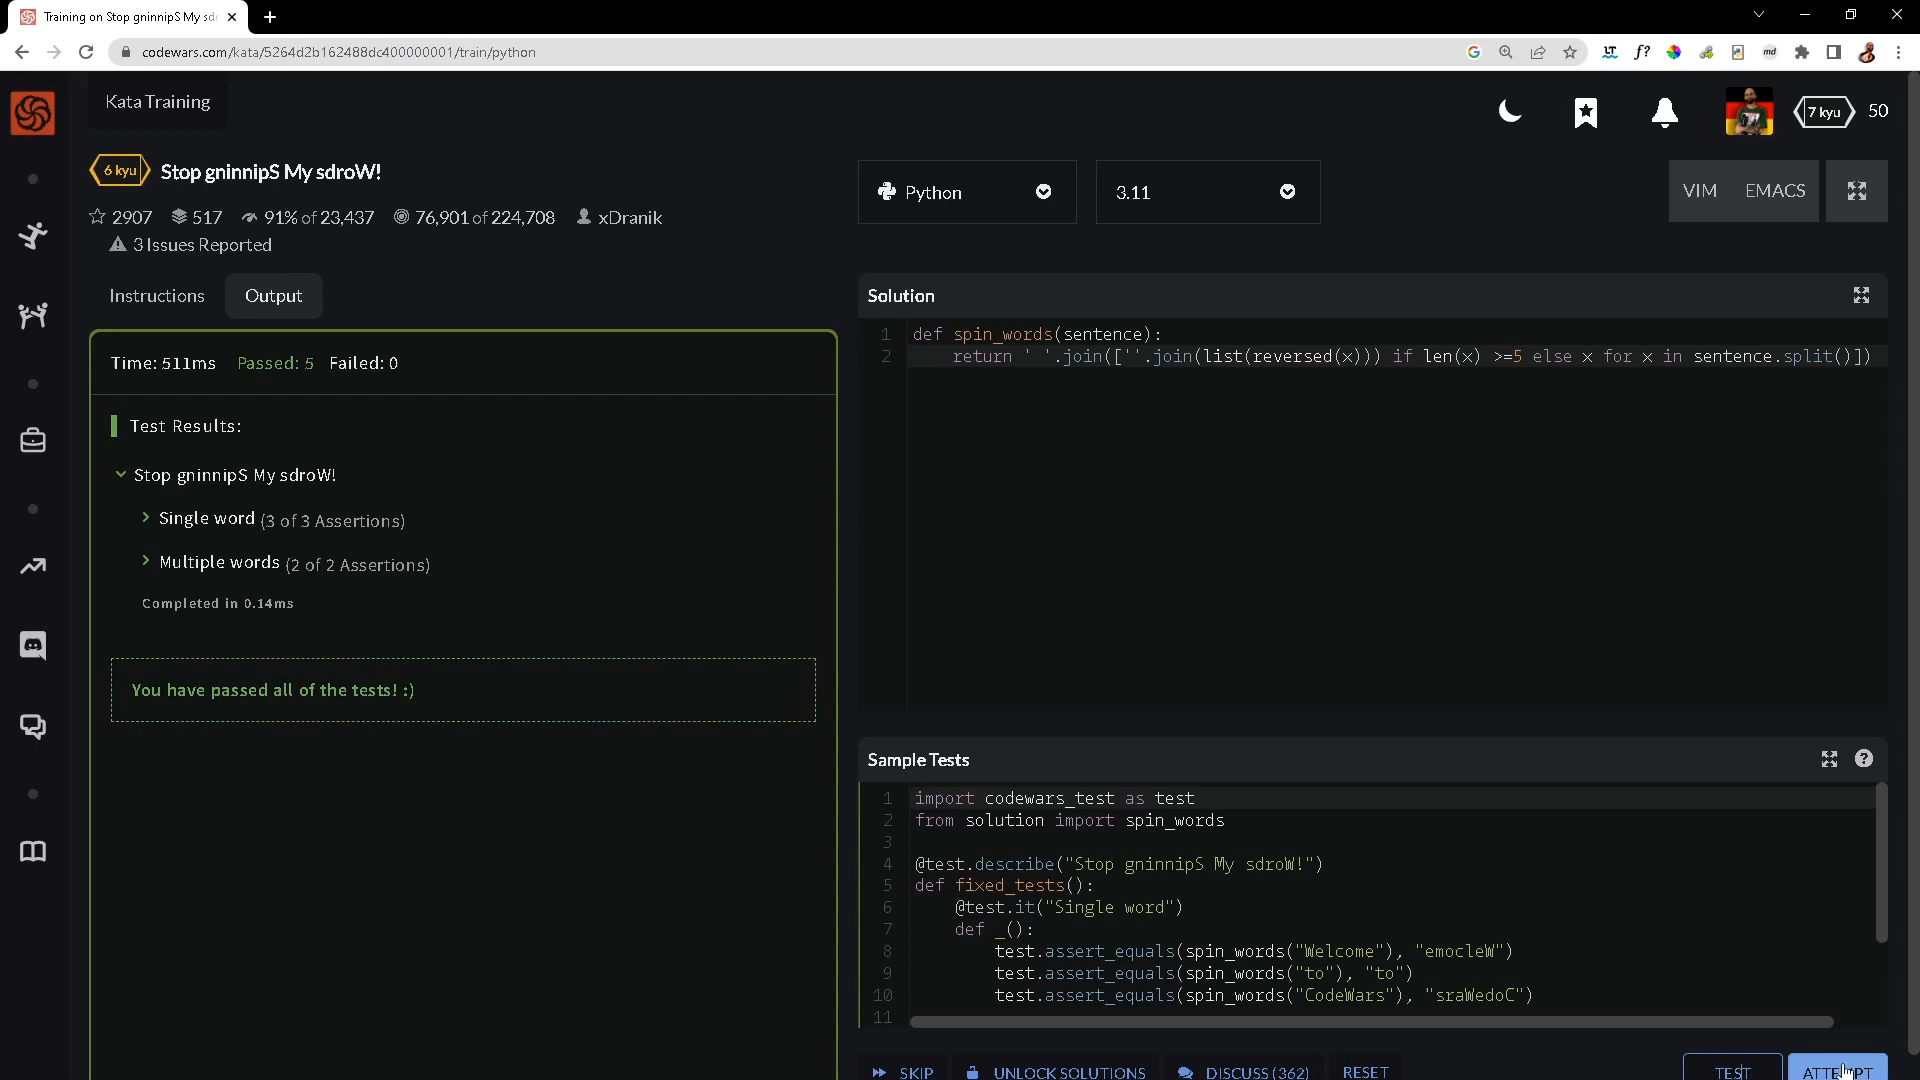 Training on Stop gninnipS My sdr
codewars.com/kata/5264d2b162488dc400000001/train/python
Kata Training
7 kyu 50
6 kyu Stop gninnipS My sdroW!
2907 517 91% of 23,437 76,901 of 224,708 xDranik
3 Issues Reported
Python 3.11 VIM EMACS
Instructions Output
Time: 511ms Passed: 5 Failed: 0
Test Results:
Stop gninnipS My sdroW!
Single word (3 of 3 Assertions)
Multiple words (2 of 2 Assertions)
Completed in 0.14ms
You have passed all of the tests! :)
Solution
1 def spin_words(sentence):
2 return ' '.join([''.join(list(reversed(x))) if len(x) >=5 else x for x in sentence.split()])
Sample Tests
1 import codewars_test as test
2 from solution import spin_words
3
4 @test.describe("Stop gninnipS My sdroW!")
5 def fixed_tests():
6 @test.it("Single word")
7 def _():
8 test.assert_equals(spin_words("Welcome"), "emocleW")
9 test.assert_equals(spin_words("to"), "to")
10 test.assert_equals(spin_words("CodeWars"), "sraWedoC")
11
SKIP UNLOCK SOLUTIONS DISCUSS (362) RESET TEST ATTEMPT